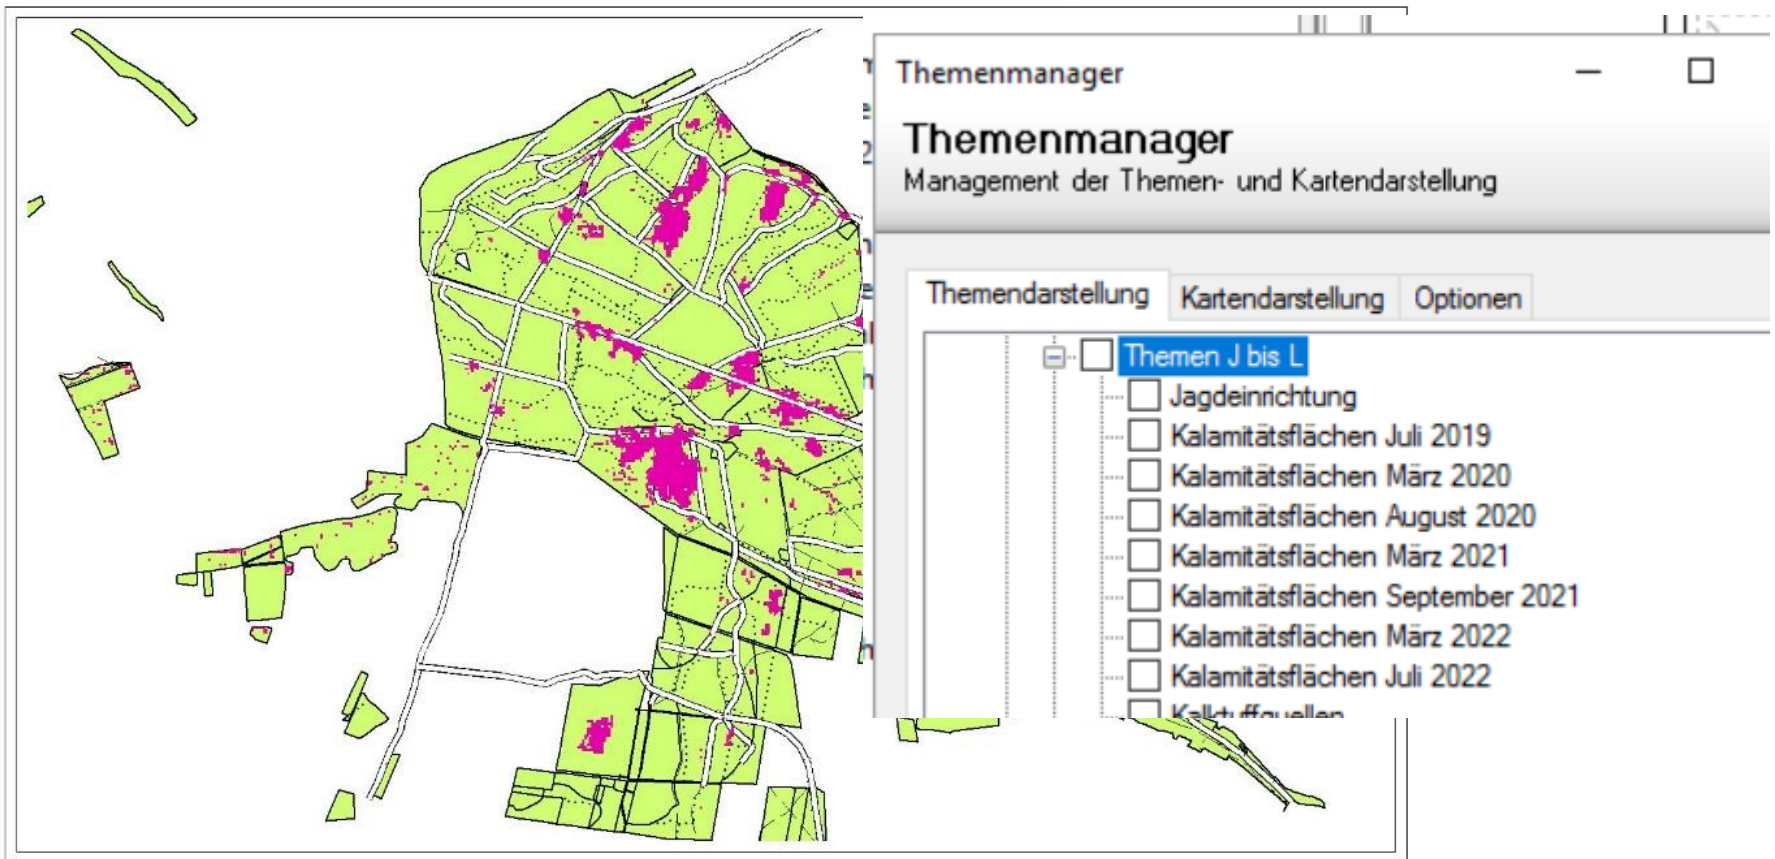 Themenmanager
Themenmanager
Management der Themen- und Kartendarstellung
Themendarstellung Kartendarstellung Optionen
Themen J bis L
Jagdeinrichtung
Kalamitätsflächen Juli 2019
Kalamitätsflächen März 2020
Kalamitätsflächen August 2020
Kalamitätsflächen März 2021
Kalamitätsflächen September 2021
Kalamitätsflächen März 2022
Kalamitätsflächen Juli 2022
Kalktuffquellen